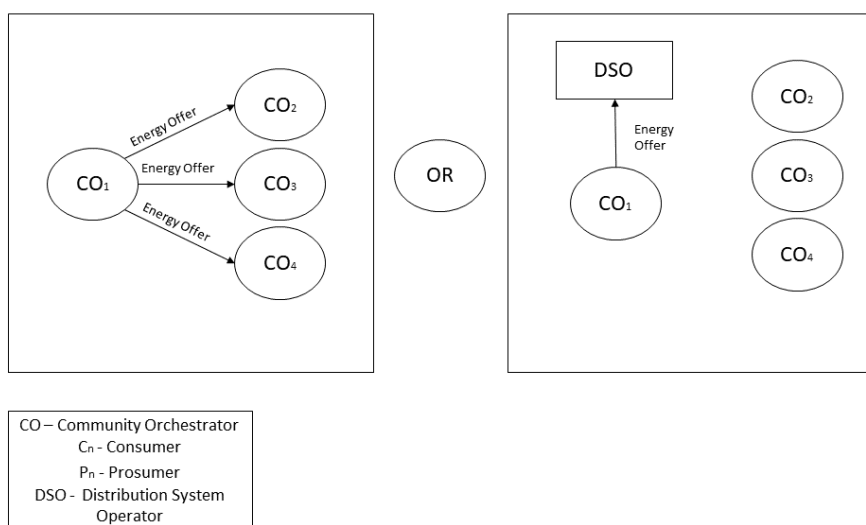 CO₁
Energy Offer
CO₂
Energy Offer
CO₃
Energy Offer
CO₄
OR
DSO
Energy
Offer
CO₁
CO₂
CO₃
CO₄
CO – Community Orchestrator
Cₙ - Consumer
Pₙ - Prosumer
DSO - Distribution System
Operator